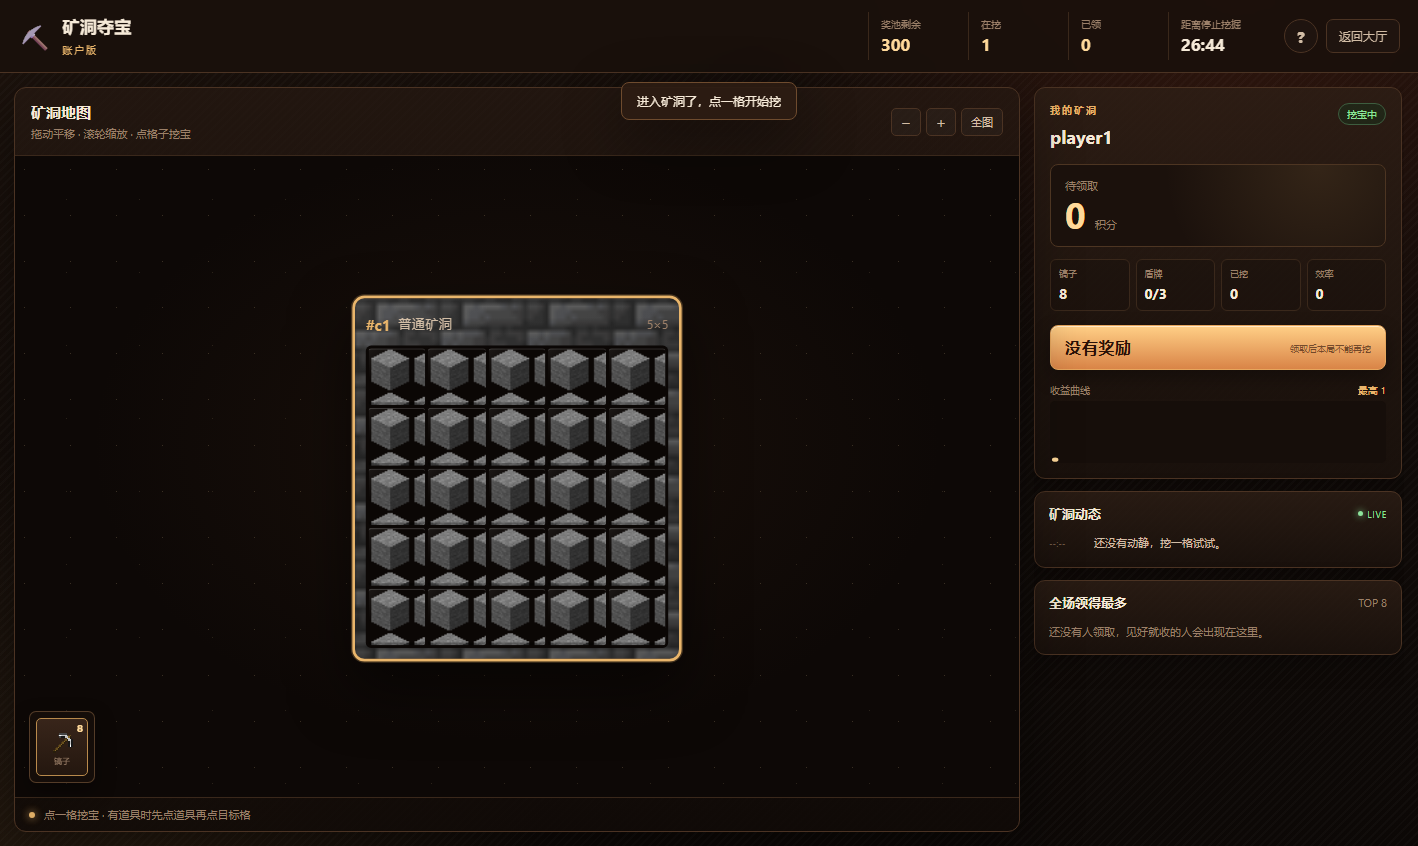 矿洞夺宝
账户版
奖池剩余
300
在挖
1
已领
0
距离停止挖掘
26:44
?
返回大厅
矿洞地图
拖动平移 · 滚轮缩放 · 点格子挖宝
进入矿洞了，点一格开始挖
−
+
全图
#c1 普通矿洞
5×5
8
镐子
点一格挖宝 · 有道具时先点道具再点目标格
我的矿洞
挖宝中
player1
待领取
0 积分
镐子
8
盾牌
0/3
已挖
0
效率
0
没有奖励
领取后本局不能再挖
收益曲线
最高 1
矿洞动态
LIVE
--:--
还没有动静，挖一格试试。
全场领得最多
TOP 8
还没有人领取，见好就收的人会出现在这里。